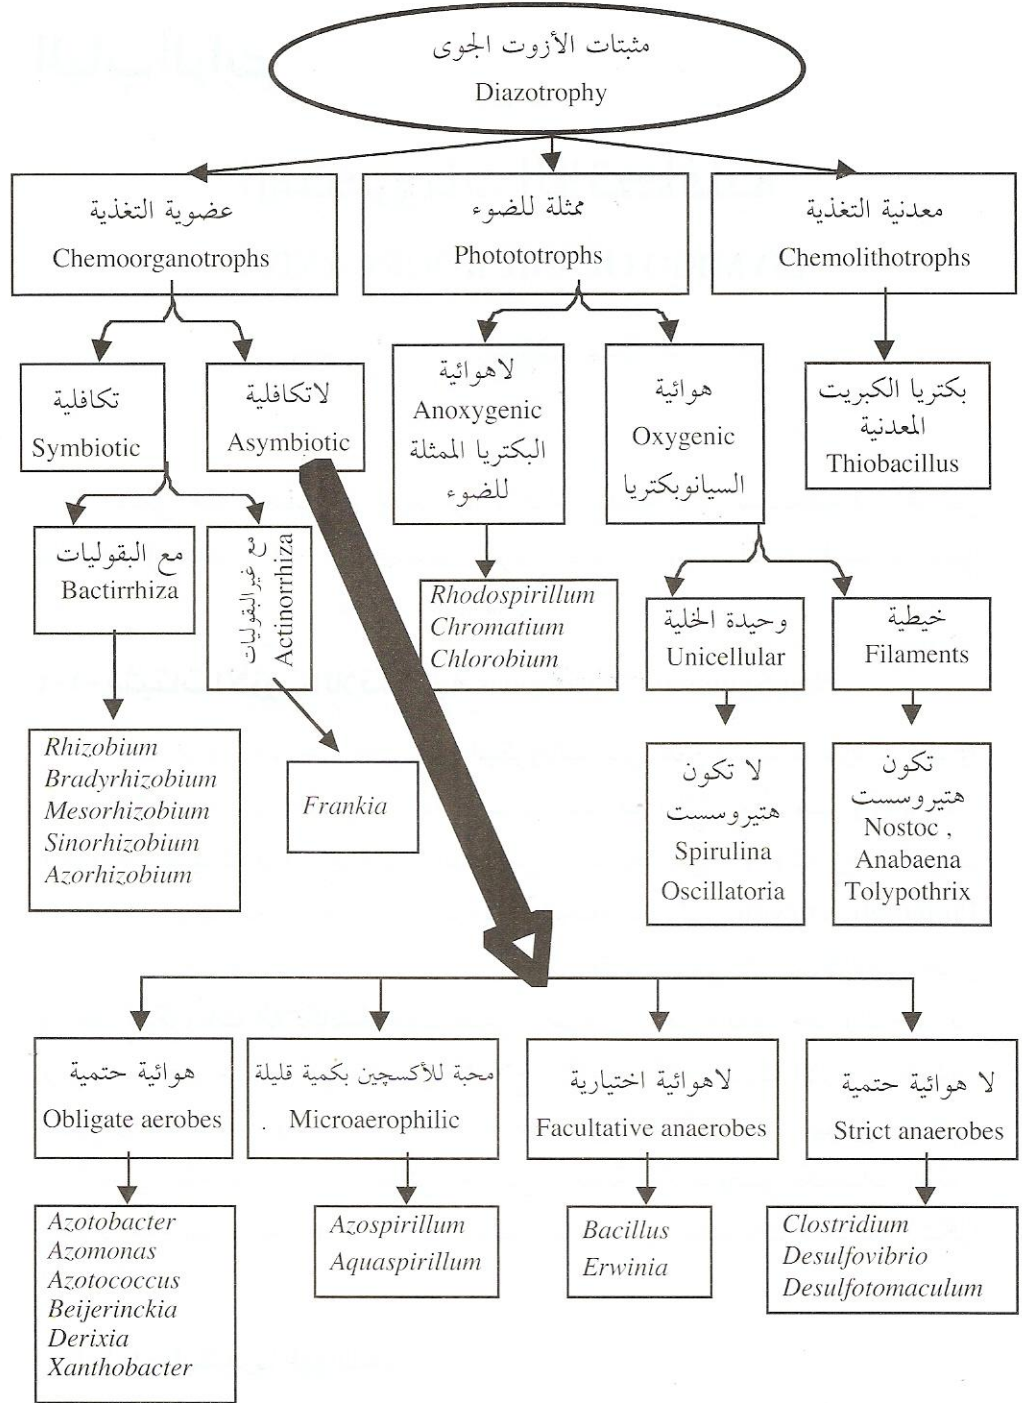 مثبتات الأزوت الجوى
Diazotrophy
عضوية التغذية
Chemoorganotrophs
ممثلة للضوء
Photototrophs
معدنية التغذية
Chemolithotrophs
تكافلية
Symbiotic
لاتكافلية
Asymbiotic
لاهوائية
Anoxygenic
البكتريا الممثلة
للضوء
هوائية
Oxygenic
السيانوبكتريا
بكتريا الكبريت
المعدنية
Thiobacillus
مع البقوليات
Bactirrhiza
مع غيرالبقوليات
Actinorrhiza
Rhodospirillum
Chromatium
Chlorobium
وحيدة الخلية
Unicellular
خيطية
Filaments
Rhizobium
Bradyrhizobium
Mesorhizobium
Sinorhizobium
Azorhizobium
Frankia
لا تكون
هتيروسست
Spirulina
Oscillatoria
تكون
هتيروسست
Nostoc ,
Anabaena
Tolypothrix
هوائية حتمية
Obligate aerobes
محبة للأكسجين بكمية قليلة
Microaerophilic
لاهوائية اختيارية
Facultative anaerobes
لا هوائية حتمية
Strict anaerobes
Azotobacter
Azomonas
Azotococcus
Beijerinckia
Derixia
Xanthobacter
Azospirillum
Aquaspirillum
Bacillus
Erwinia
Clostridium
Desulfovibrio
Desulfotomaculum